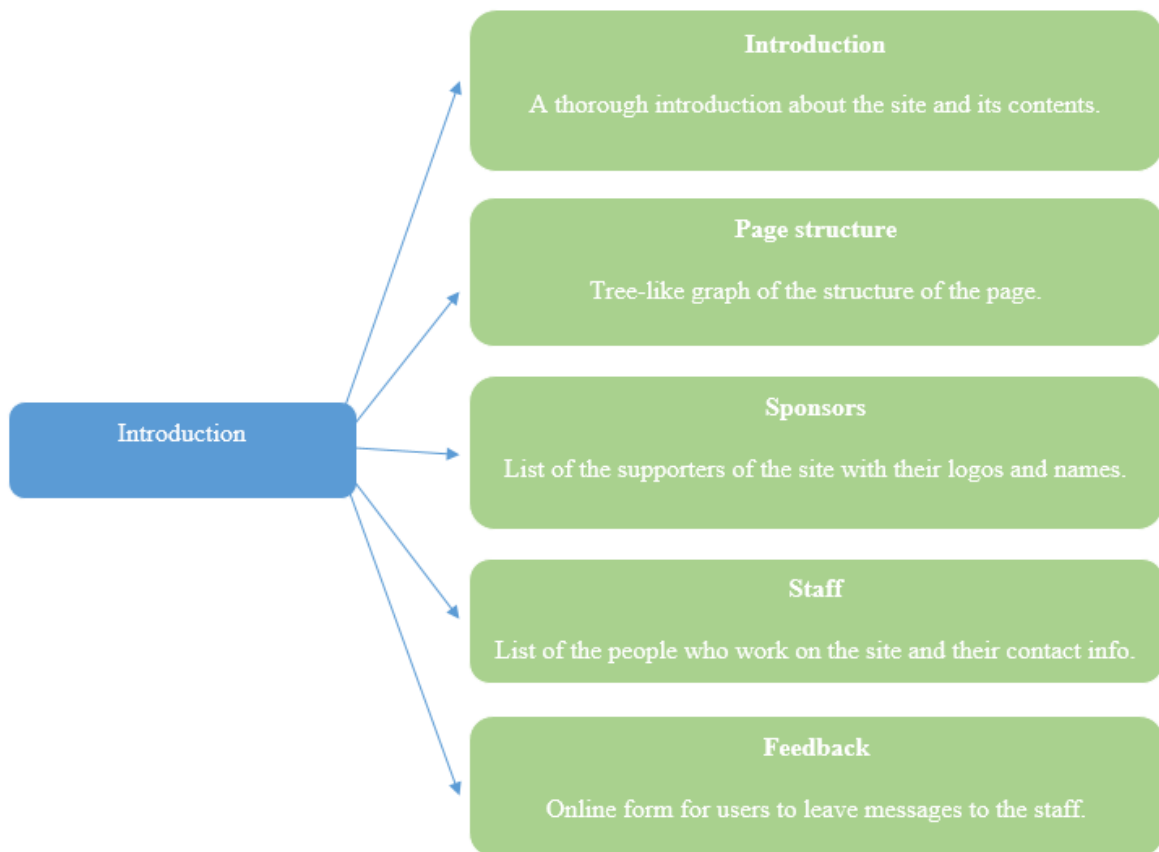 Introduction
A thorough introduction about the site and its contents.
Page structure
Tree-like graph of the structure of the page.
Introduction
Sponsors
List of the supporters of the site with their logos and names.
Staff
List of the people who work on the site and their contact info.
Feedback
Online form for users to leave messages to the staff.